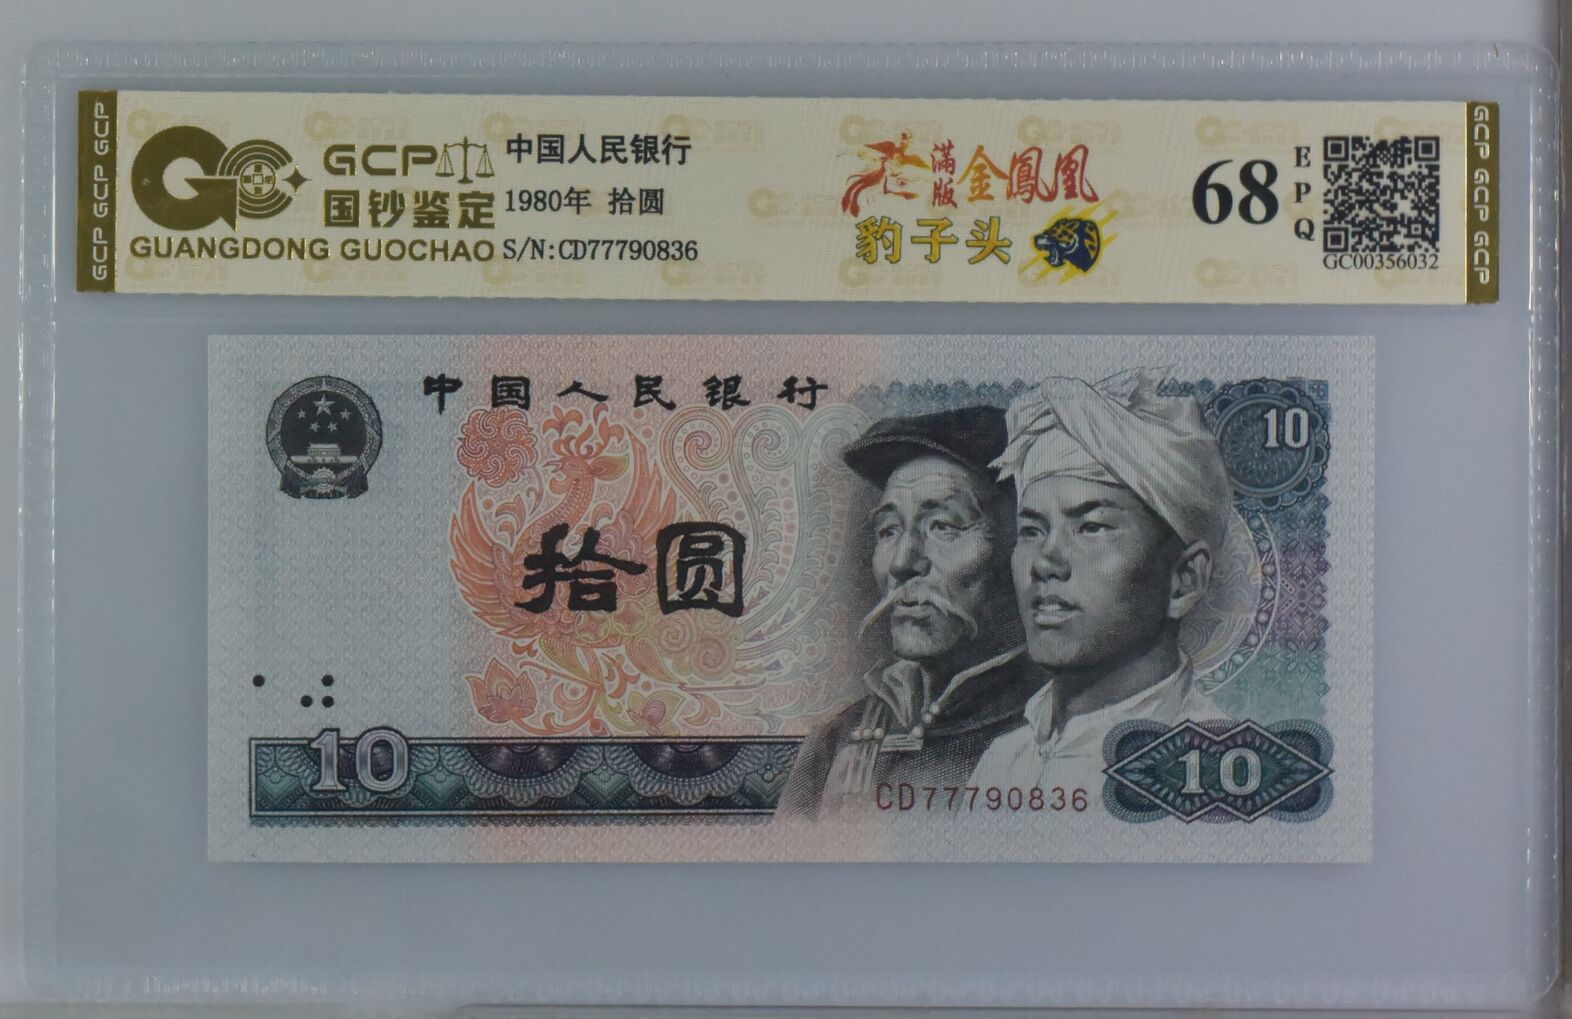 GCP GCP GCP
GCP
国钞鉴定
GUANGDONG GUOCHAO
中国人民银行
1980年 拾圆
S/N:CD77790836
满版
金鳳凰
豹子头
68
EPQ
GC00356032
GCP GCP GCP
中国人民银行
10
拾圆
10
CD77790836
10